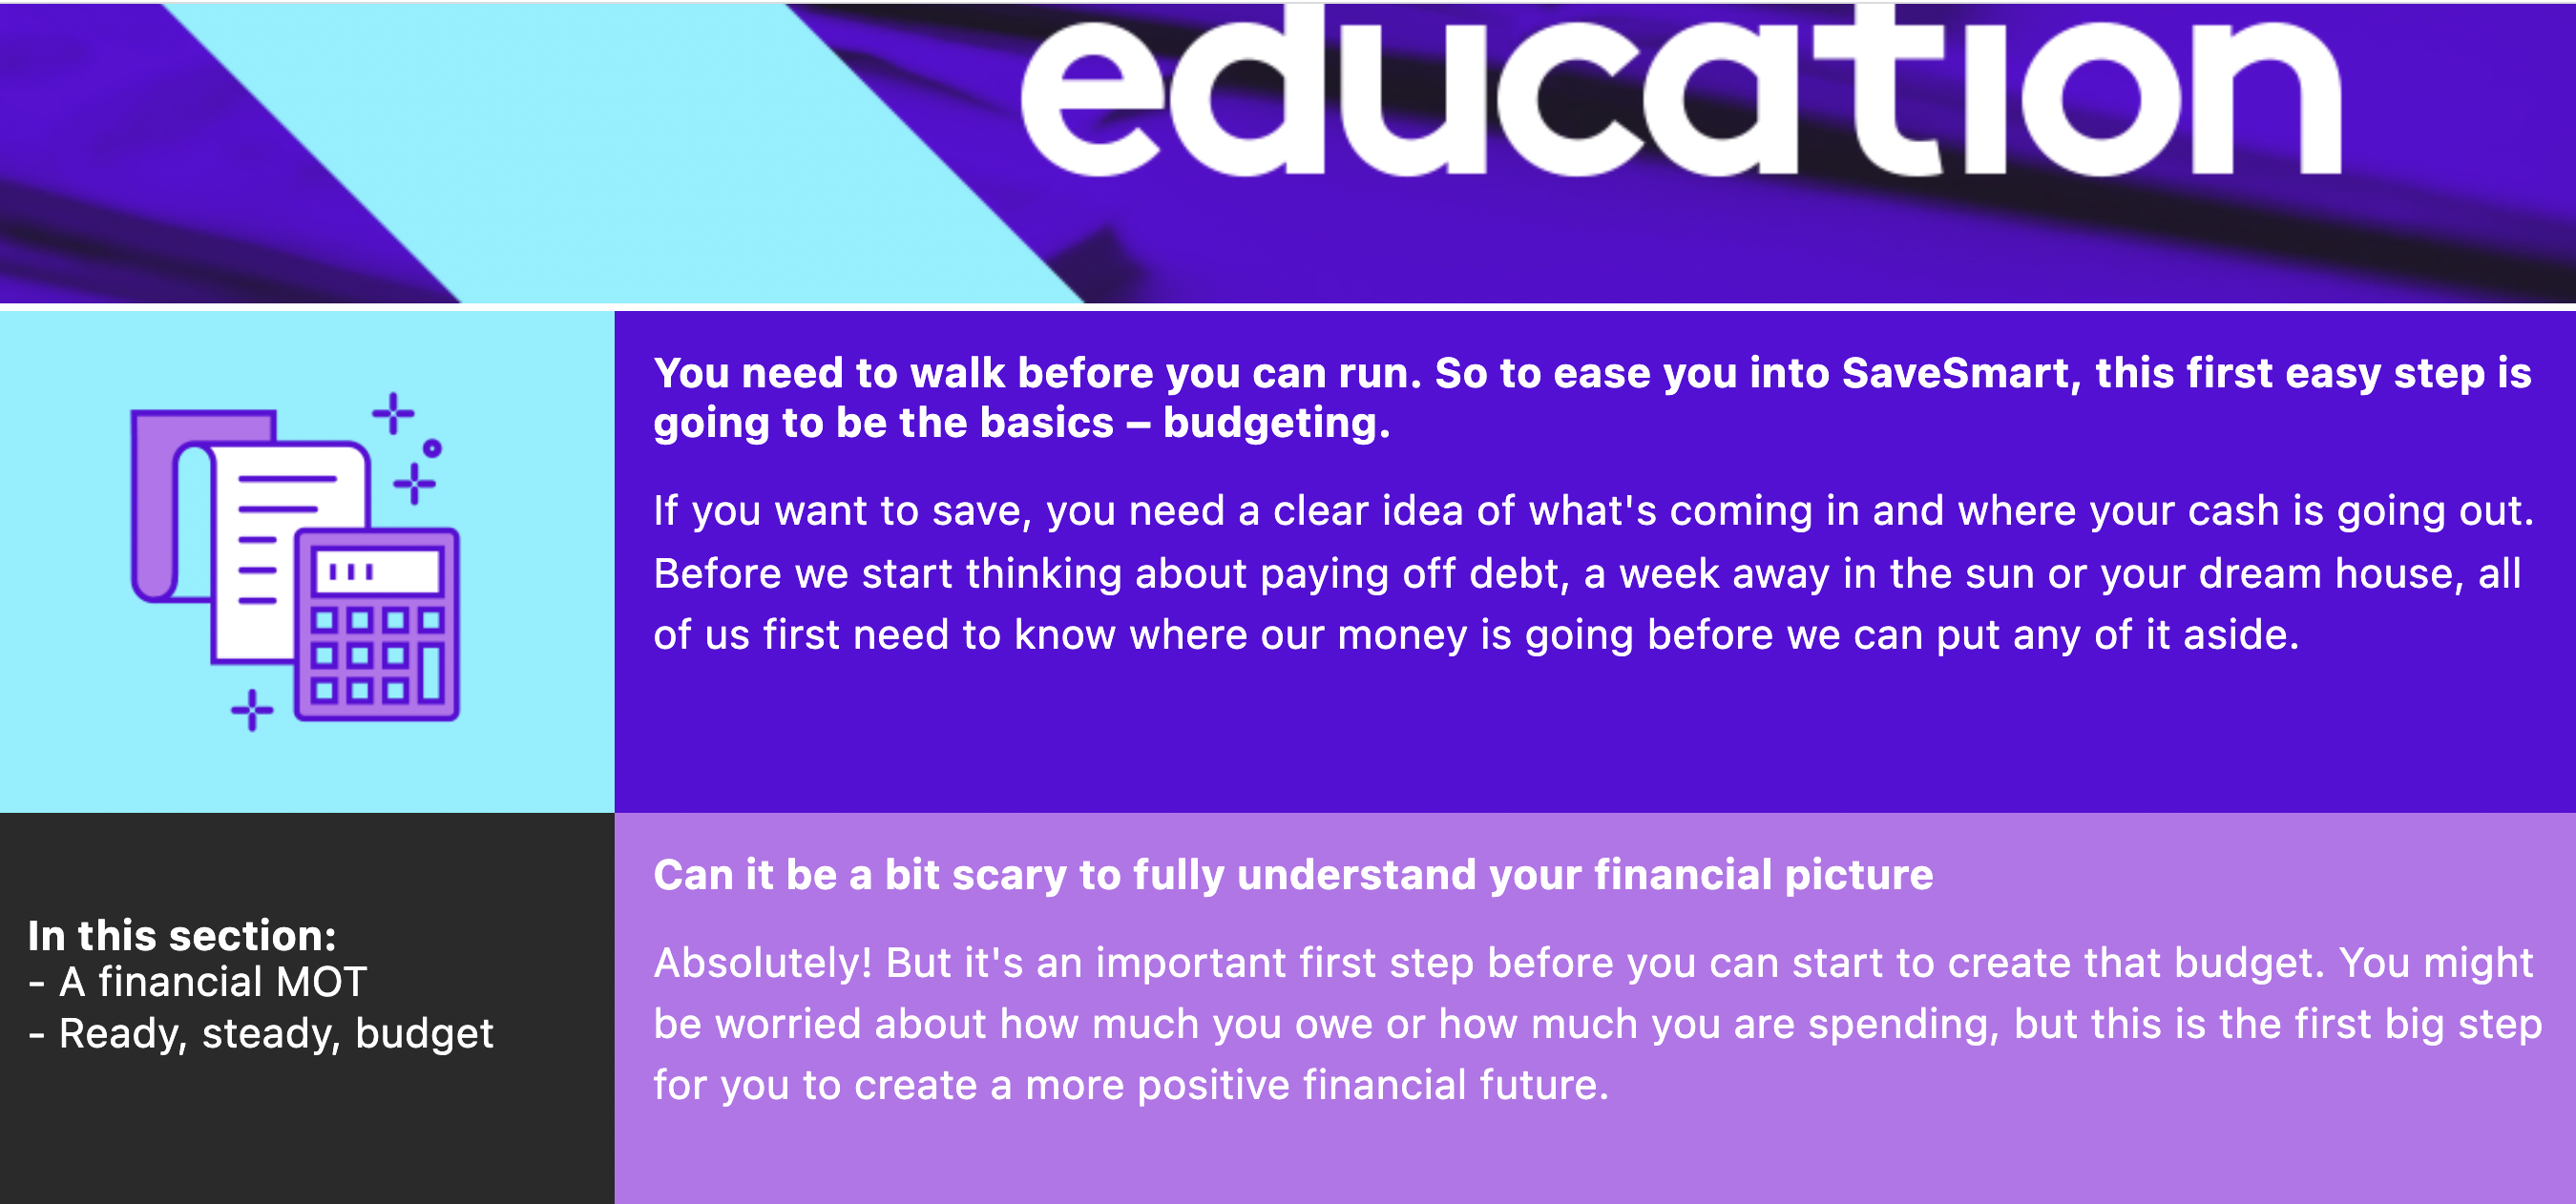 education
You need to walk before you can run. So to ease you into SaveSmart, this first easy step is
going to be the basics – budgeting.
If you want to save, you need a clear idea of what's coming in and where your cash is going out.
Before we start thinking about paying off debt, a week away in the sun or your dream house, all
of us first need to know where our money is going before we can put any of it aside.
In this section:
- A financial MOT
- Ready, steady, budget
Can it be a bit scary to fully understand your financial picture
Absolutely! But it's an important first step before you can start to create that budget. You might
be worried about how much you owe or how much you are spending, but this is the first big step
for you to create a more positive financial future.